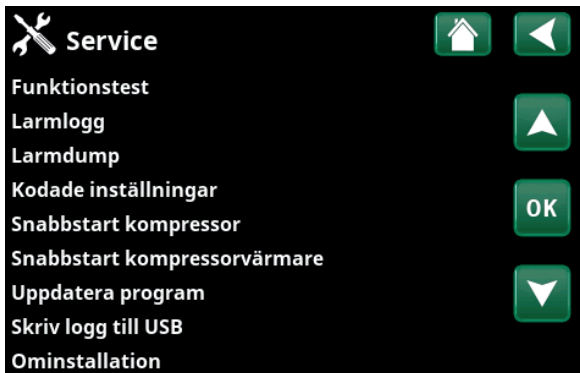 Service
Funktionstest
Larmlogg
Larmdump
Kodade inställningar
Snabbstart kompressor
Snabbstart kompressorvärmare
Uppdatera program
Skriv logg till USB
Ominstallation
OK